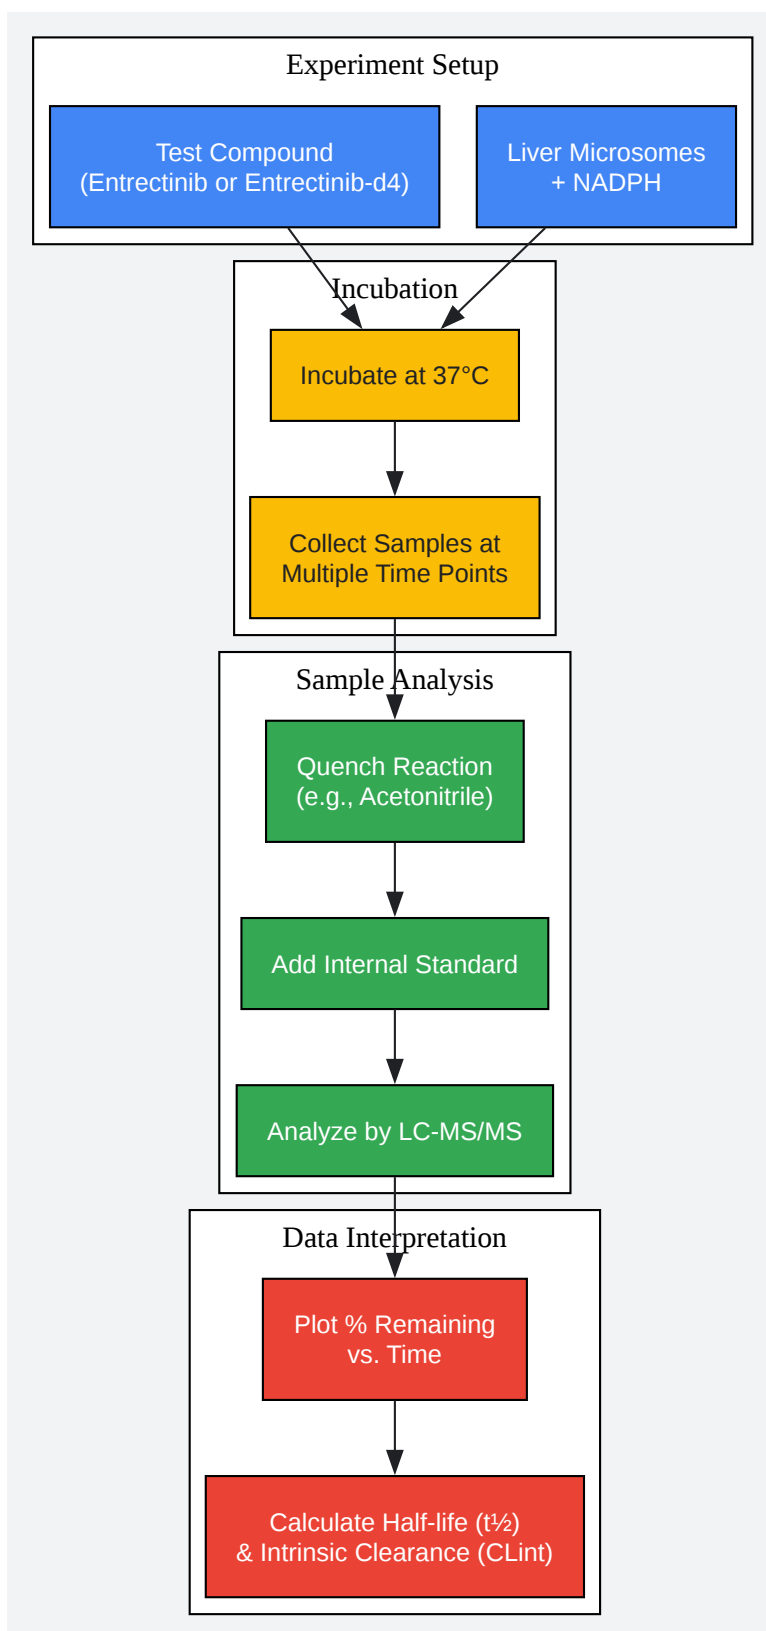 Experiment Setup
Test Compound
(Entrectinib or Entrectinib-d4)
Liver Microsomes
+ NADPH
Incubation
Incubate at 37°C
Collect Samples at
Multiple Time Points
Sample Analysis
Quench Reaction
(e.g., Acetonitrile)
Add Internal Standard
Analyze by LC-MS/MS
Data Interpretation
Plot % Remaining
vs. Time
Calculate Half-life (t½)
& Intrinsic Clearance (CLint)